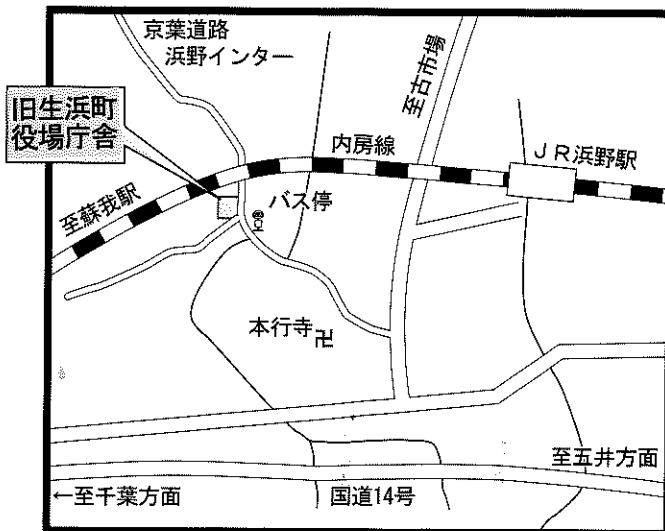 京葉道路
浜野インター
至古市場
旧生浜町
役場庁舎
内房線
JR浜野駅
至蘇我駅
バス停
本行寺卍
至五井方面
←至千葉方面
国道14号